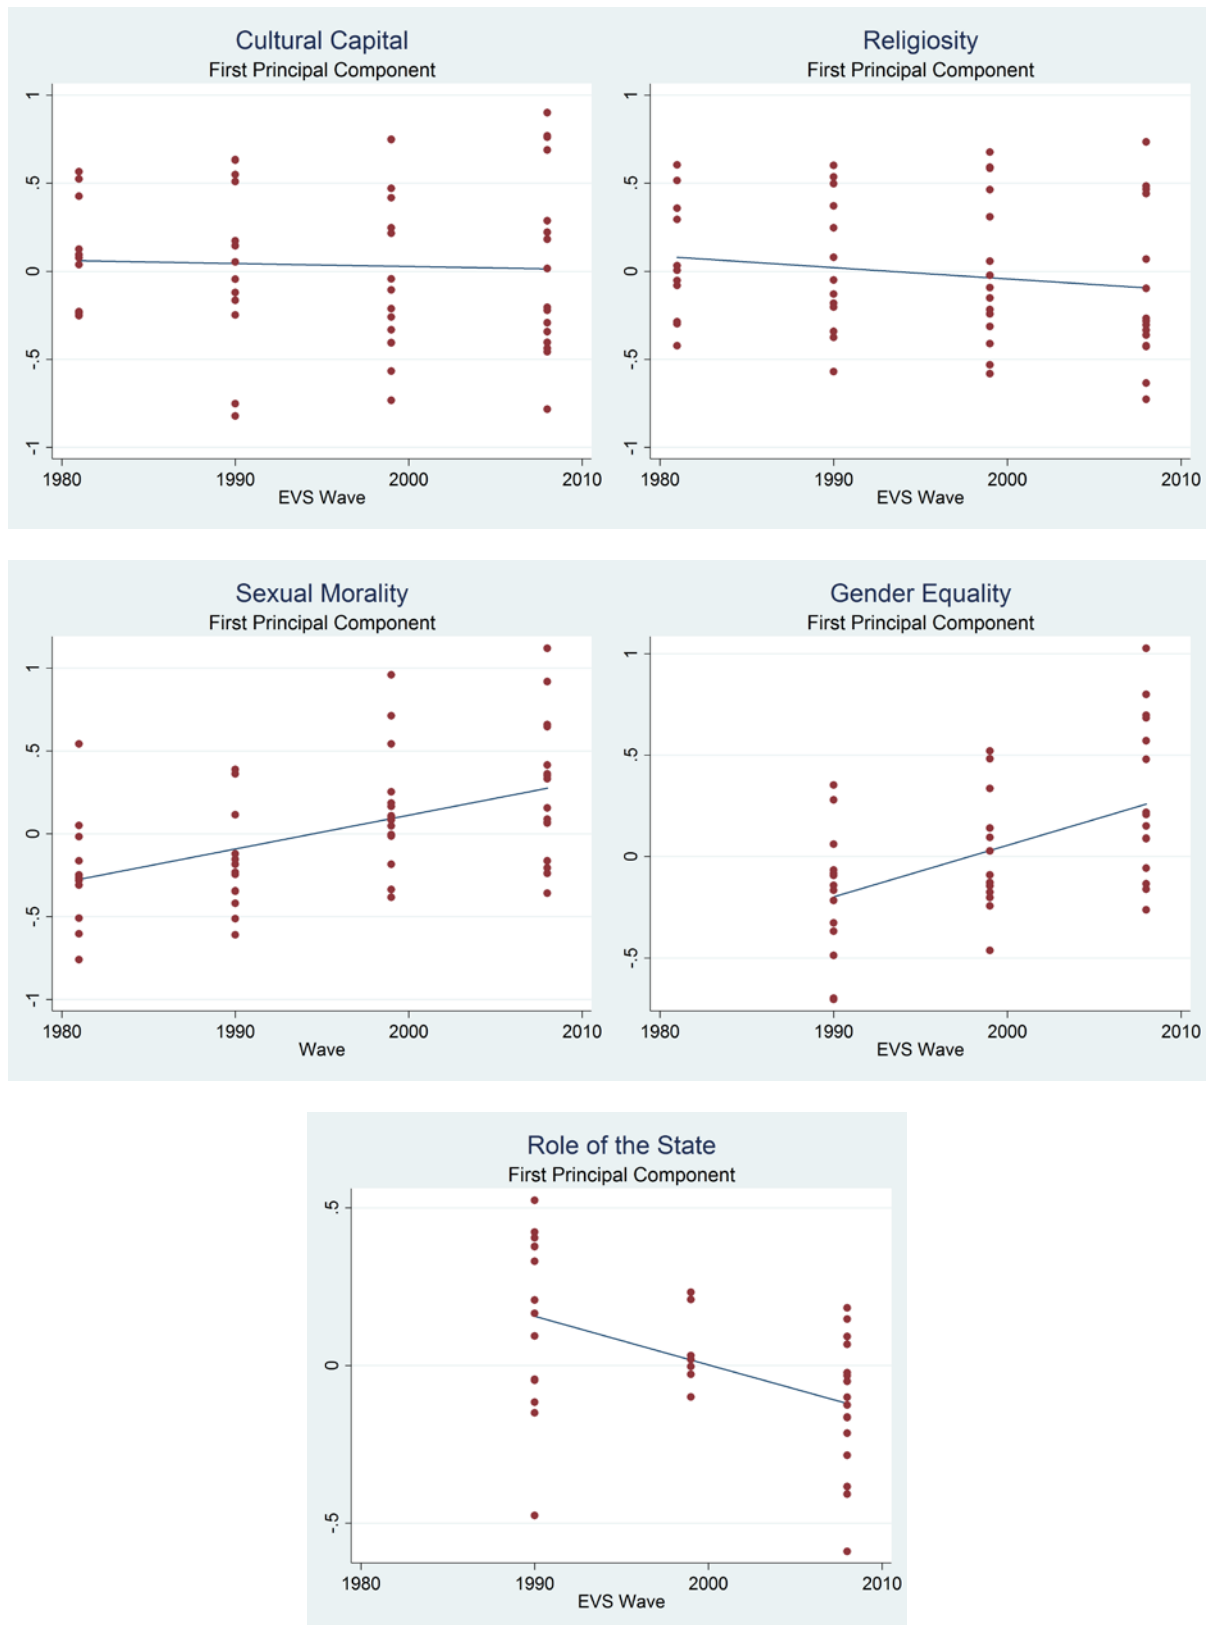 Cultural Capital
First Principal Component
1
.5
0
-.5
-1
1980 1990 2000 2010
EVS Wave
Religiosity
First Principal Component
1
.5
0
-.5
-1
1980 1990 2000 2010
EVS Wave
Sexual Morality
First Principal Component
1
.5
0
-.5
-1
1980 1990 2000 2010
Wave
Gender Equality
First Principal Component
1
.5
0
-.5
1980 1990 2000 2010
EVS Wave
Role of the State
First Principal Component
.5
0
-.5
1980 1990 2000 2010
EVS Wave